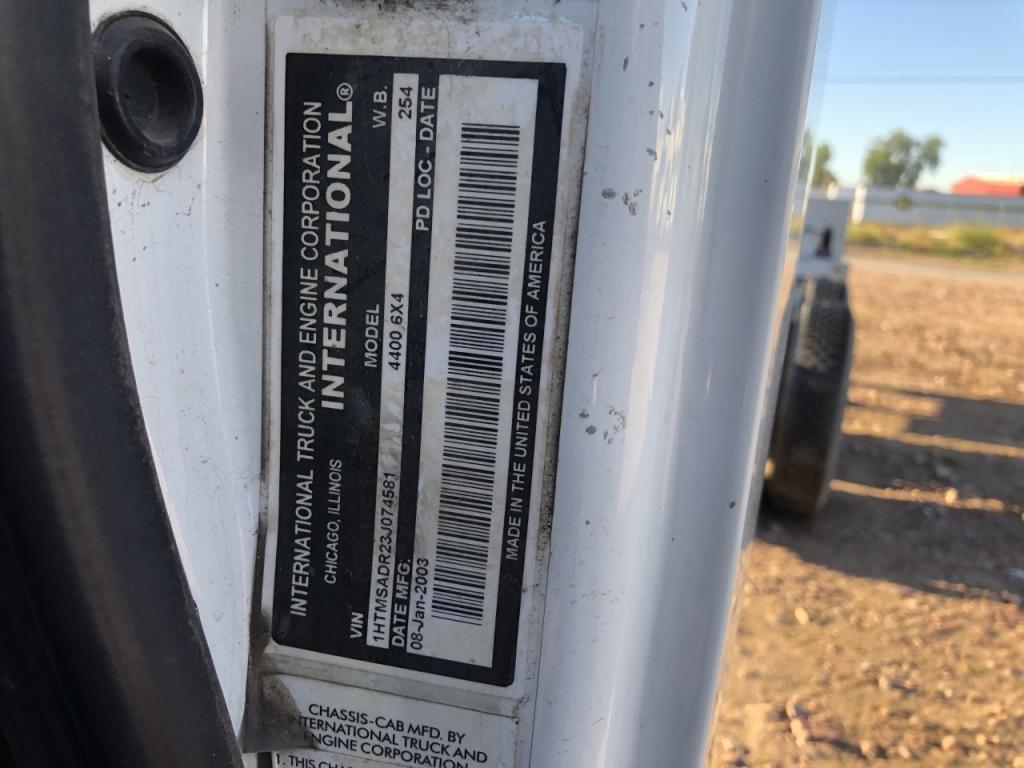 INTERNATIONAL TRUCK AND ENGINE CORPORATION
CHICAGO, ILLINOIS INTERNATIONAL®
VIN MODEL W.B.
1HTMSADR23J074581 4400 6X4 254
DATE MFG. PD LOC - DATE
08-Jan-2003
MADE IN THE UNITED STATES OF AMERICA
CHASSIS-CAB MFD. BY
INTERNATIONAL TRUCK AND
ENGINE CORPORATION
1. THIS